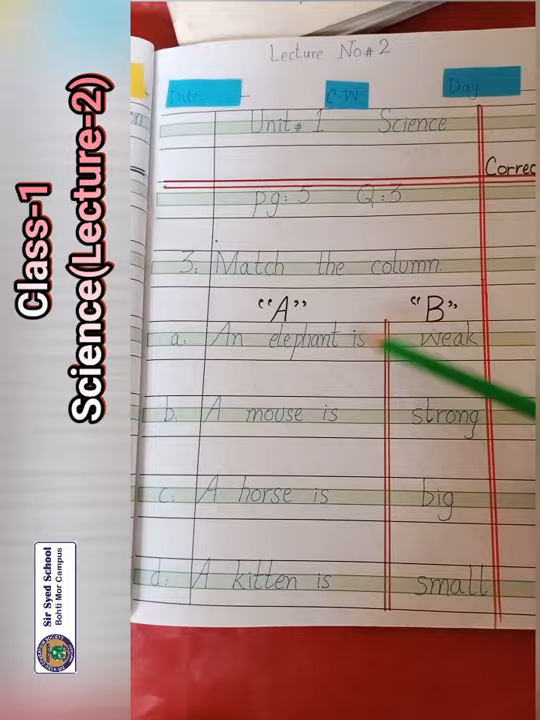 Class-1
Science(Lecture-2)
Sir Syed School
Bohti Mor Campus
Lecture No# 2
Date: C-W Day
Unit# 1 Science
Correc
pg: 5 Q:3
3. Match the column.
"A" "B"
a. An elephant is weak
b. A mouse is strong
c. A horse is big
d. A kitten is small